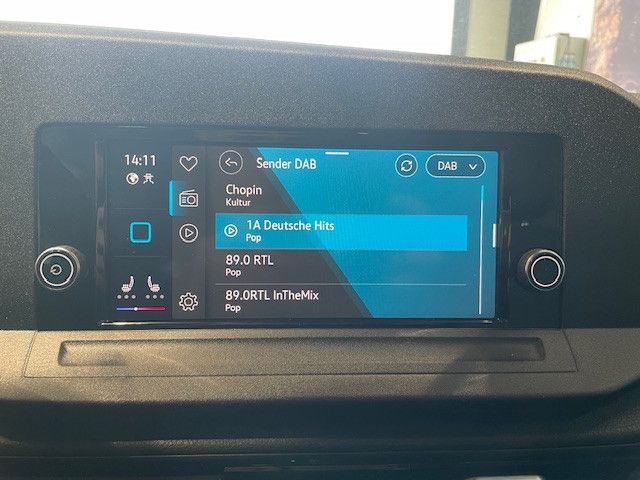 14:11
Sender DAB
DAB
Chopin
Kultur
1A Deutsche Hits
Pop
89.0 RTL
Pop
89.0RTL InTheMix
Pop